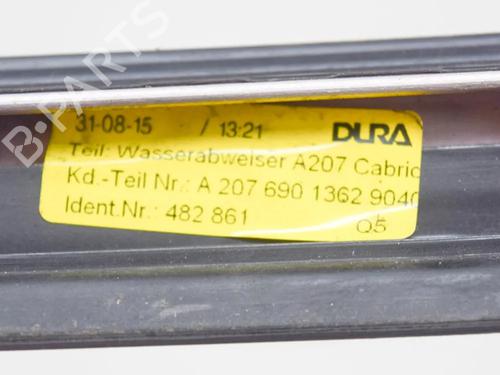 31-08-15 / 13:21 DURA
Teil: Wasserabweiser A207 Cabrio
Kd.-Teil Nr.: A 207 690 1362 9040
Ident.Nr.: 482 861 Q5
B-PARTS